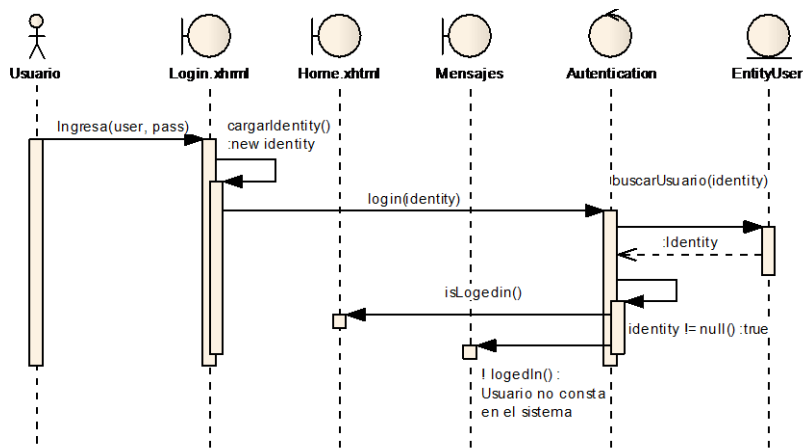 Usuario
Login.xhtml
Home.xhtml
Mensajes
Autentication
EntityUser
Ingresa(user, pass)
cargarIdentity()
:new identity
buscarUsuario(identity)
login(identity)
:Identity
isLogedin()
identity != null() :true
! logedIn() :
Usuario no consta
en el sistema